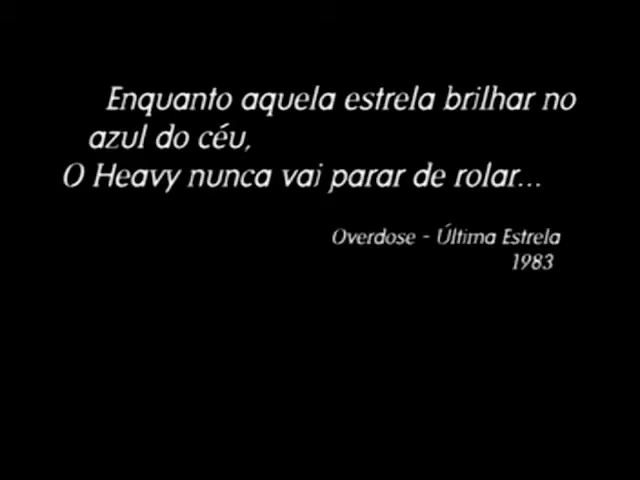 Enquanto aquela estrela brilhar no
azul do céu,
O Heavy nunca vai parar de rolar...
Overdose - Última Estrela
1983